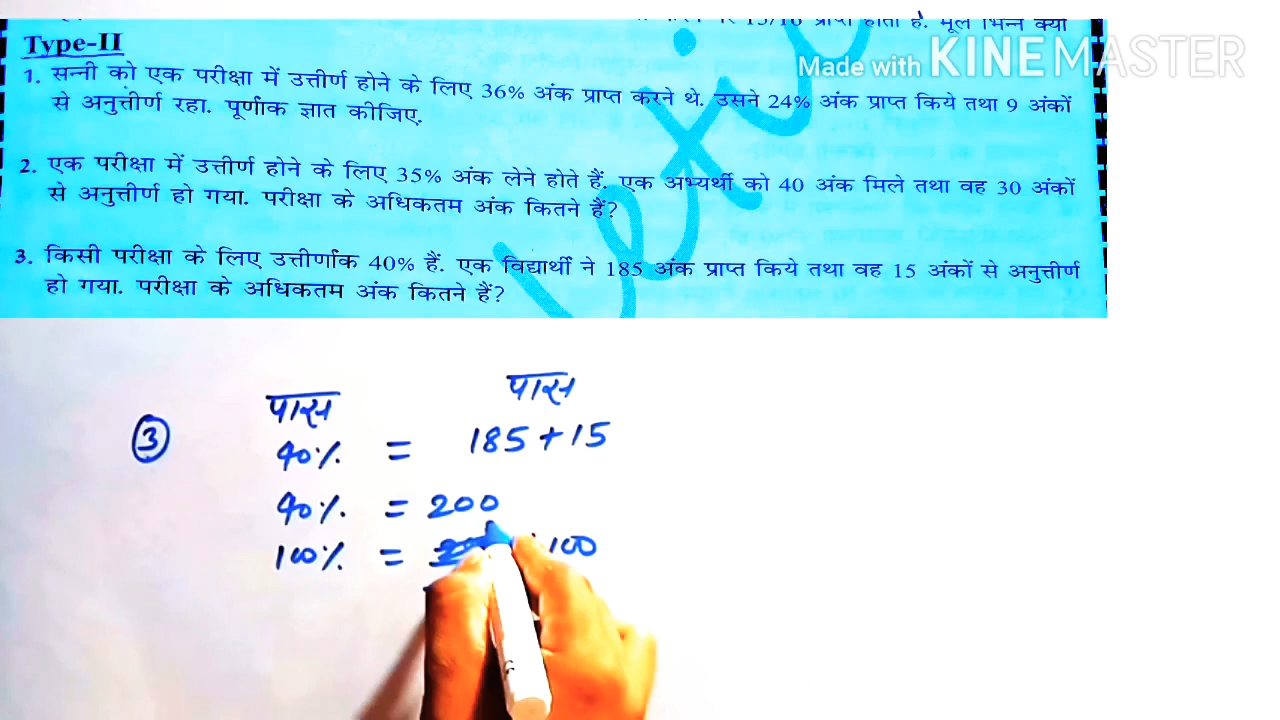 15/16 प्राप्त होता है. मूल भिन्न क्या
Made with KINEMASTER
Type-II
1. सन्नी को एक परीक्षा में उत्तीर्ण होने के लिए 36% अंक प्राप्त करने थे. उसने 24% अंक प्राप्त किये तथा 9 अंकों
से अनुत्तीर्ण रहा. पूर्णांक ज्ञात कीजिए.
2. एक परीक्षा में उत्तीर्ण होने के लिए 35% अंक लेने होते हैं. एक अभ्यर्थी को 40 अंक मिले तथा वह 30 अंकों
से अनुत्तीर्ण हो गया. परीक्षा के अधिकतम अंक कितने हैं?
3. किसी परीक्षा के लिए उत्तीर्णांक 40% हैं. एक विद्यार्थी ने 185 अंक प्राप्त किये तथा वह 15 अंकों से अनुत्तीर्ण
हो गया. परीक्षा के अधिकतम अंक कितने हैं?
पास पास
3 40% = 185 + 15
40% = 200
100% = 100